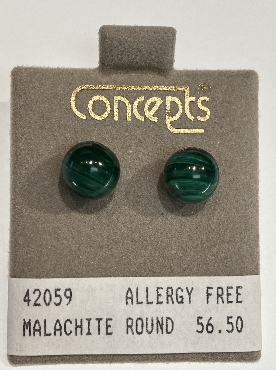 Concepts
42059 ALLERGY FREE
MALACHITE ROUND 56.50